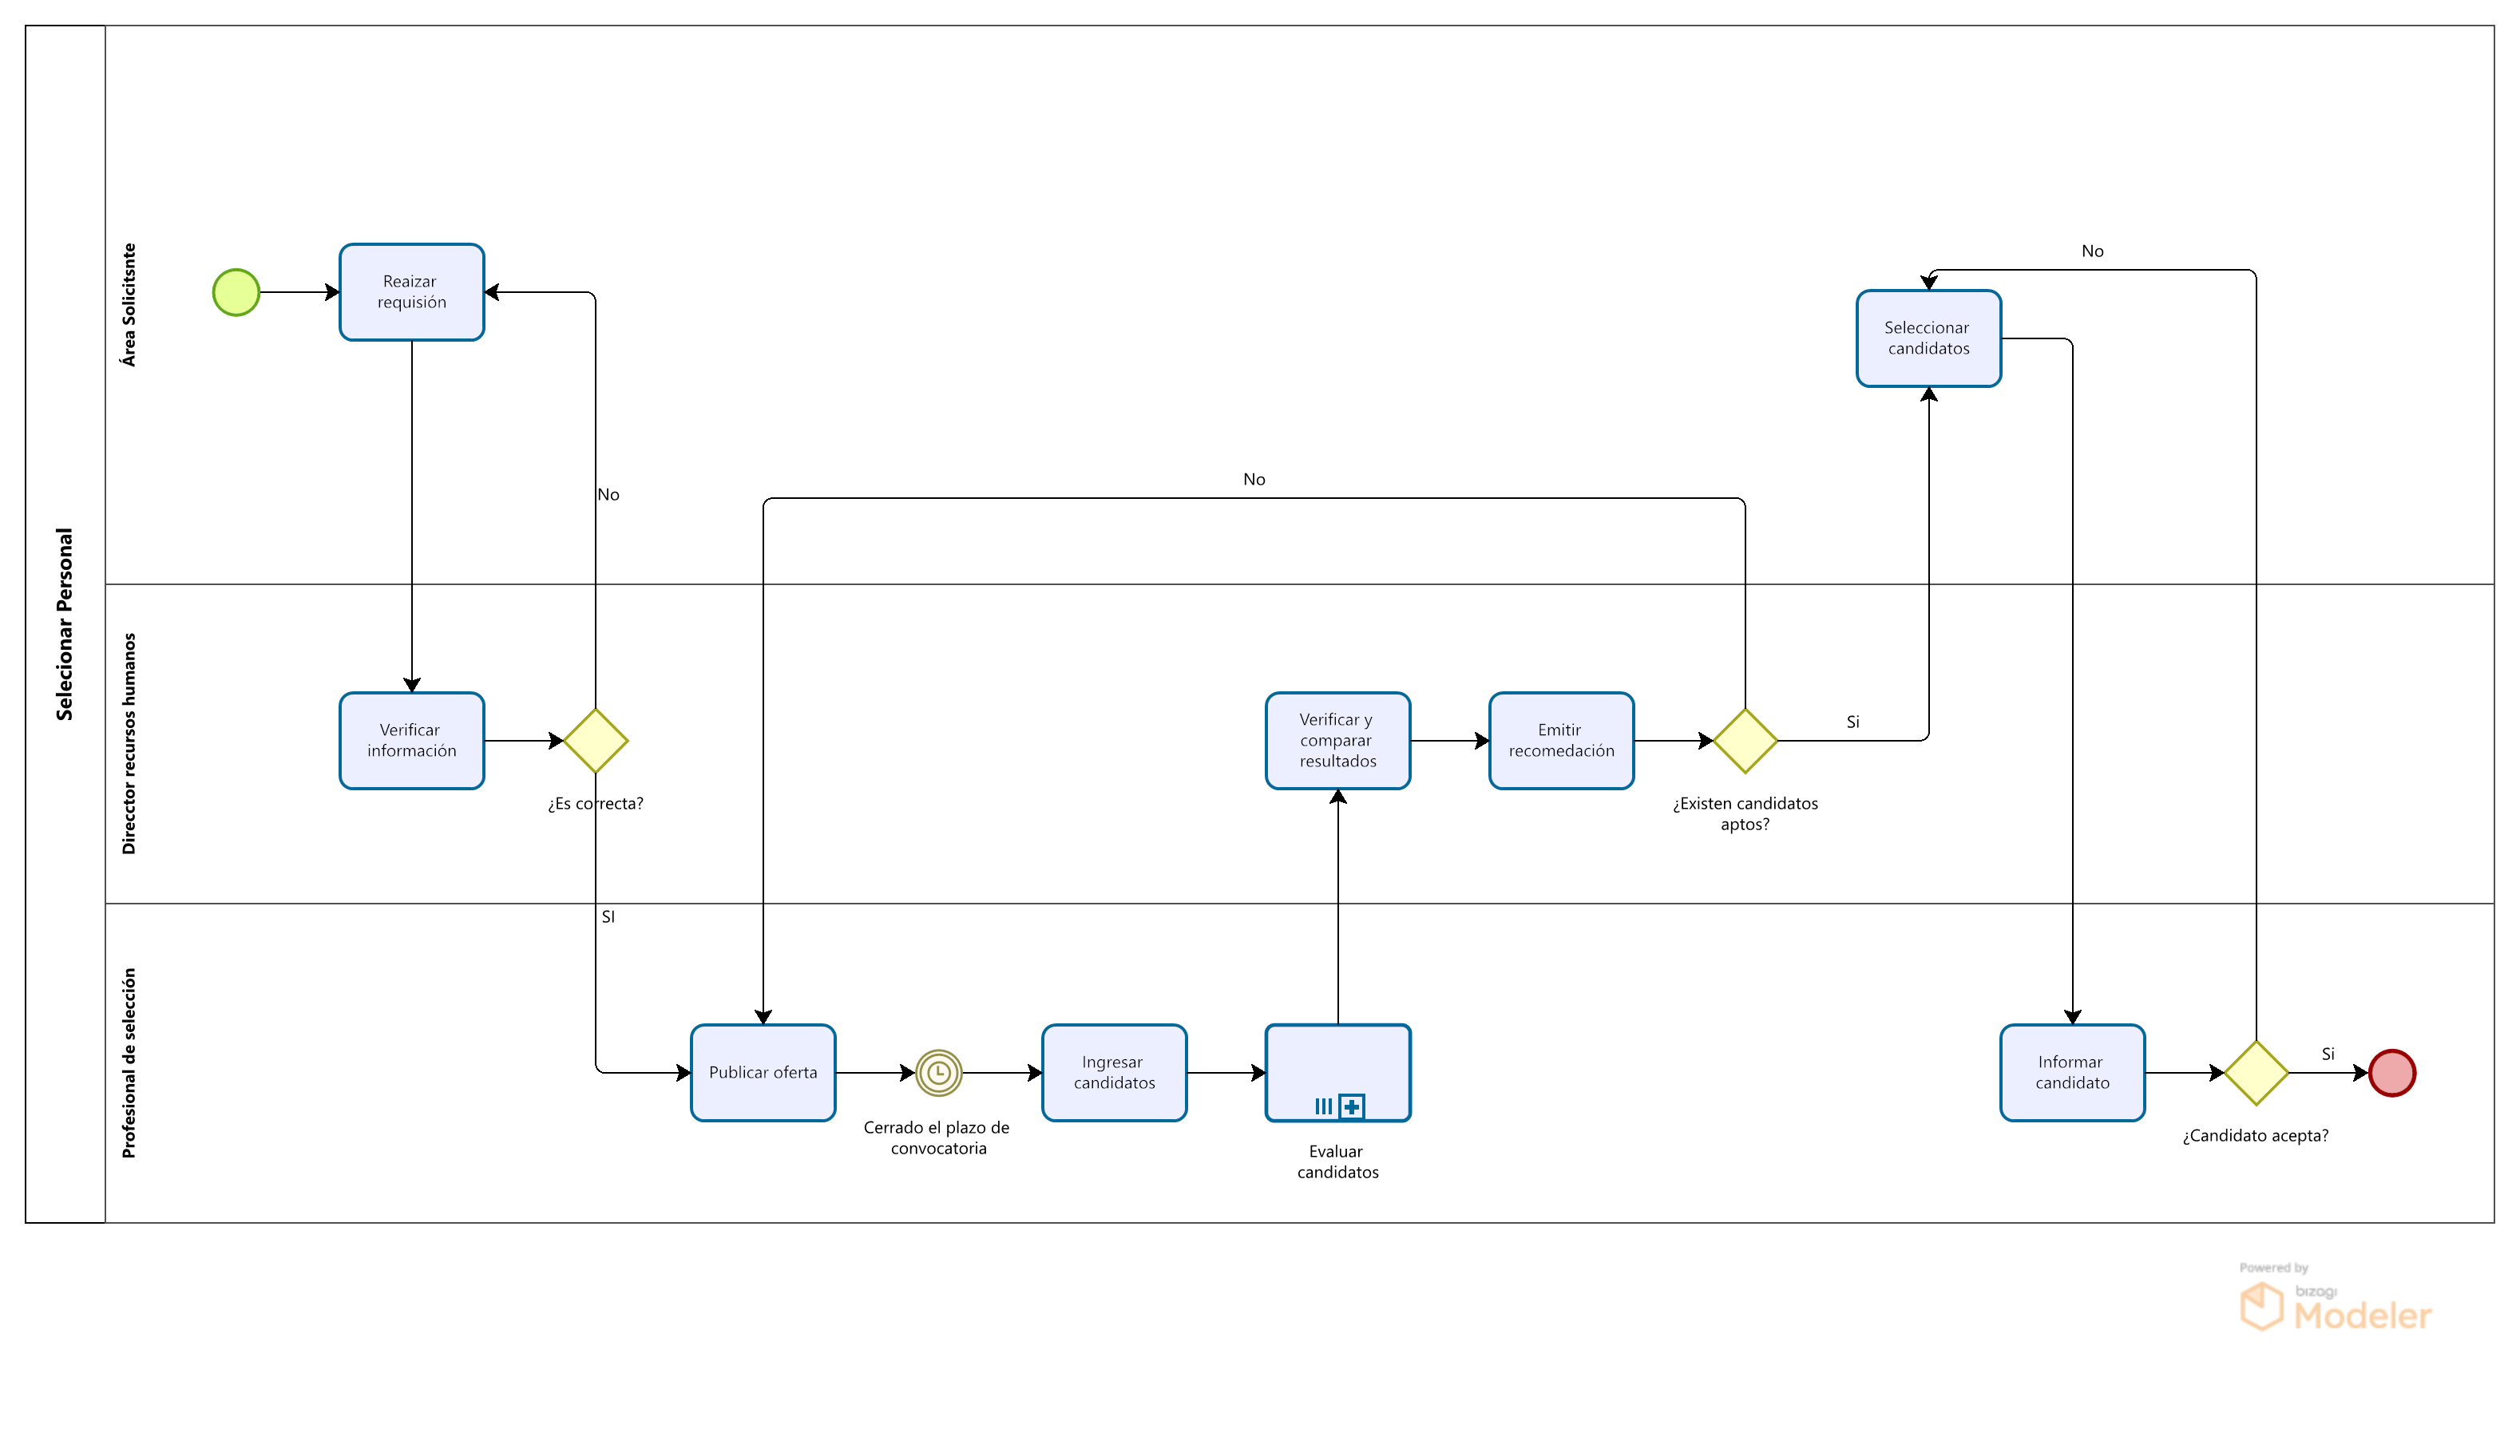 Selecionar Personal
Área Solicitsnte
Reaizar
requisión
No
No
Seleccionar
candidatos
No
Director recursos humanos
Verificar
información
¿Es correcta?
Verificar y
comparar
resultados
Emitir
recomedación
¿Existen candidatos
aptos?
Si
Profesional de selección
SI
Publicar oferta
Cerrado el plazo de
convocatoria
Ingresar
candidatos
Evaluar
candidatos
Informar
candidato
¿Candidato acepta?
Si
Powered by
bizagi
Modeler